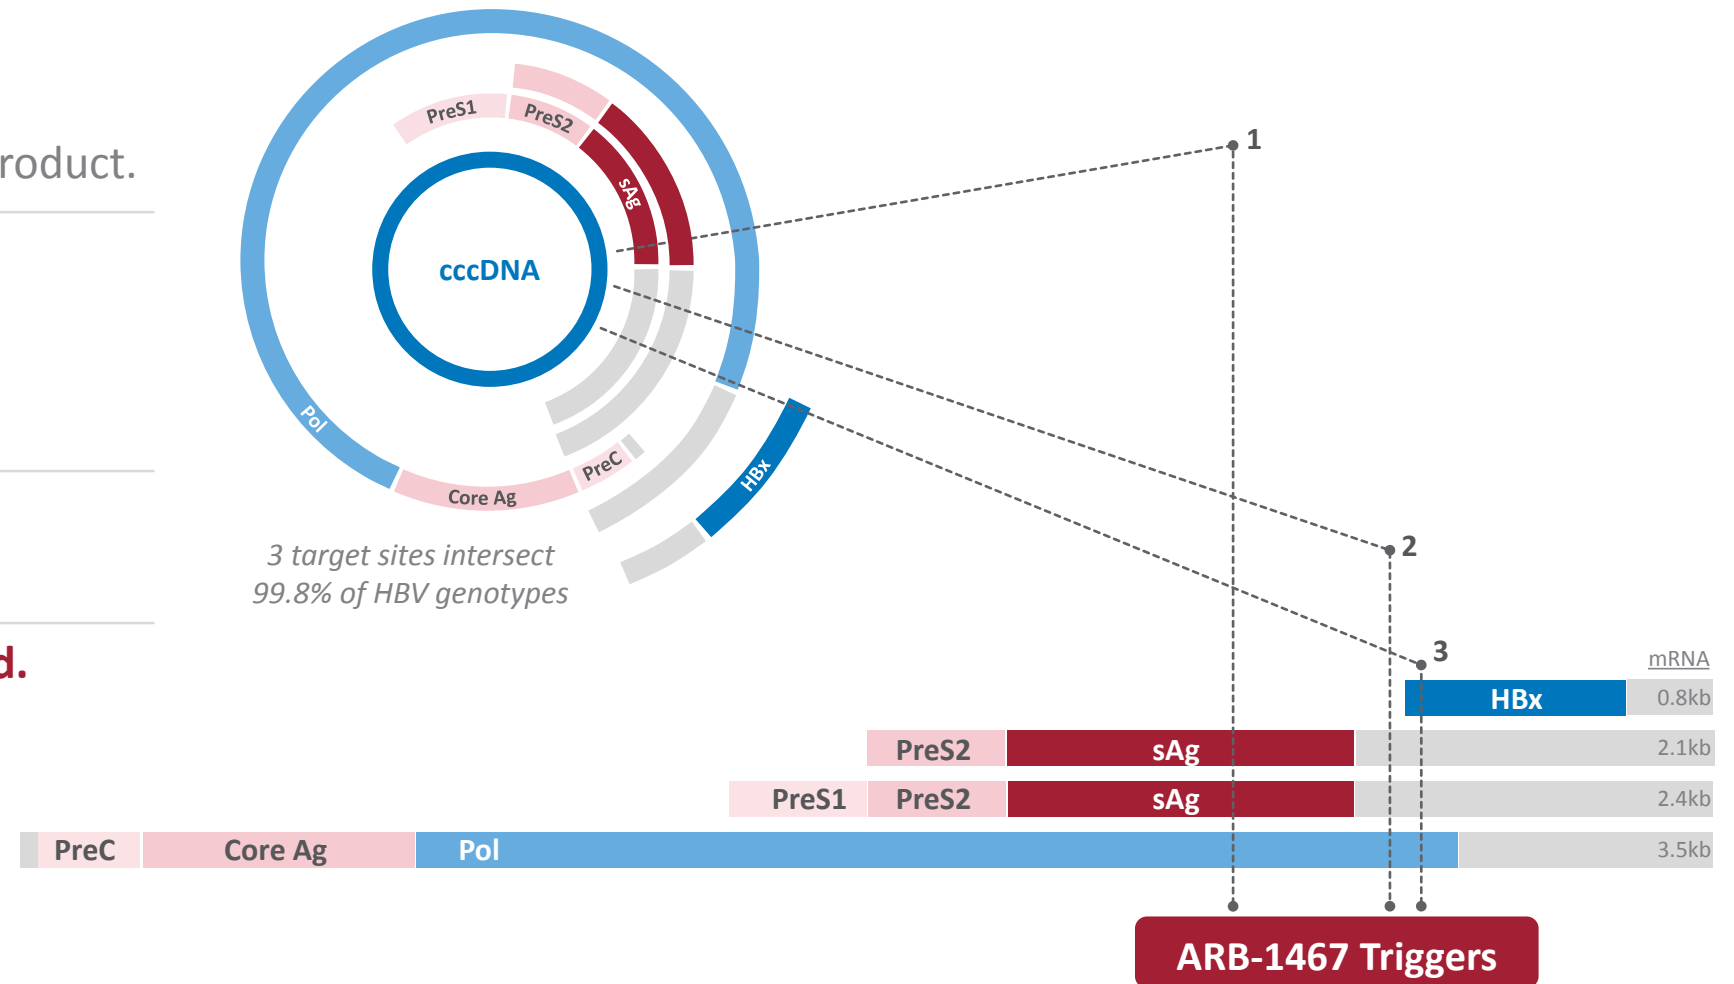 roduct.
d.
PreS1
PreS2
sAg
cccDNA
Pol
Core Ag
PreC
HBx
3 target sites intersect
99.8% of HBV genotypes
1
2
3
mRNA
HBx 0.8kb
PreS2 sAg 2.1kb
PreS1 PreS2 sAg 2.4kb
PreC Core Ag Pol 3.5kb
ARB-1467 Triggers